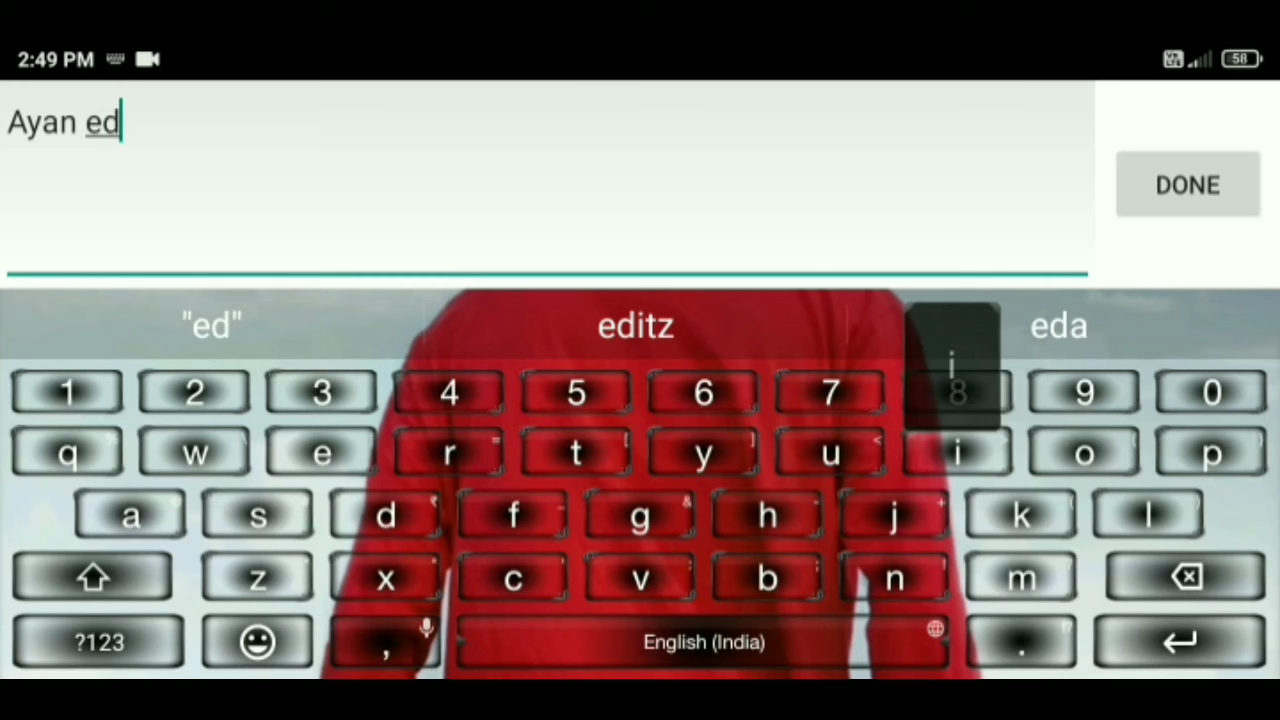 2:49 PM
58
Ayan ed
DONE
"ed" editz eda
i
1 2 3 4 5 6 7 8 9 0
q w e r t y u i o p
a s d f g h j k l
z x c v b n m
?123 , English (India) .